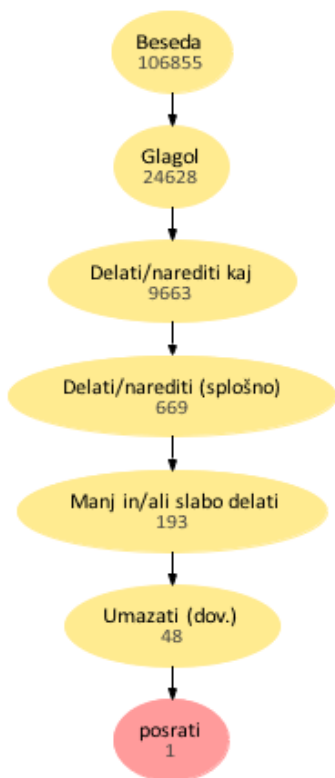 Beseda
106855
Glagol
24628
Delati/narediti kaj
9663
Delati/narediti (splošno)
669
Manj in/ali slabo delati
193
Umazati (dov.)
48
posrati
1